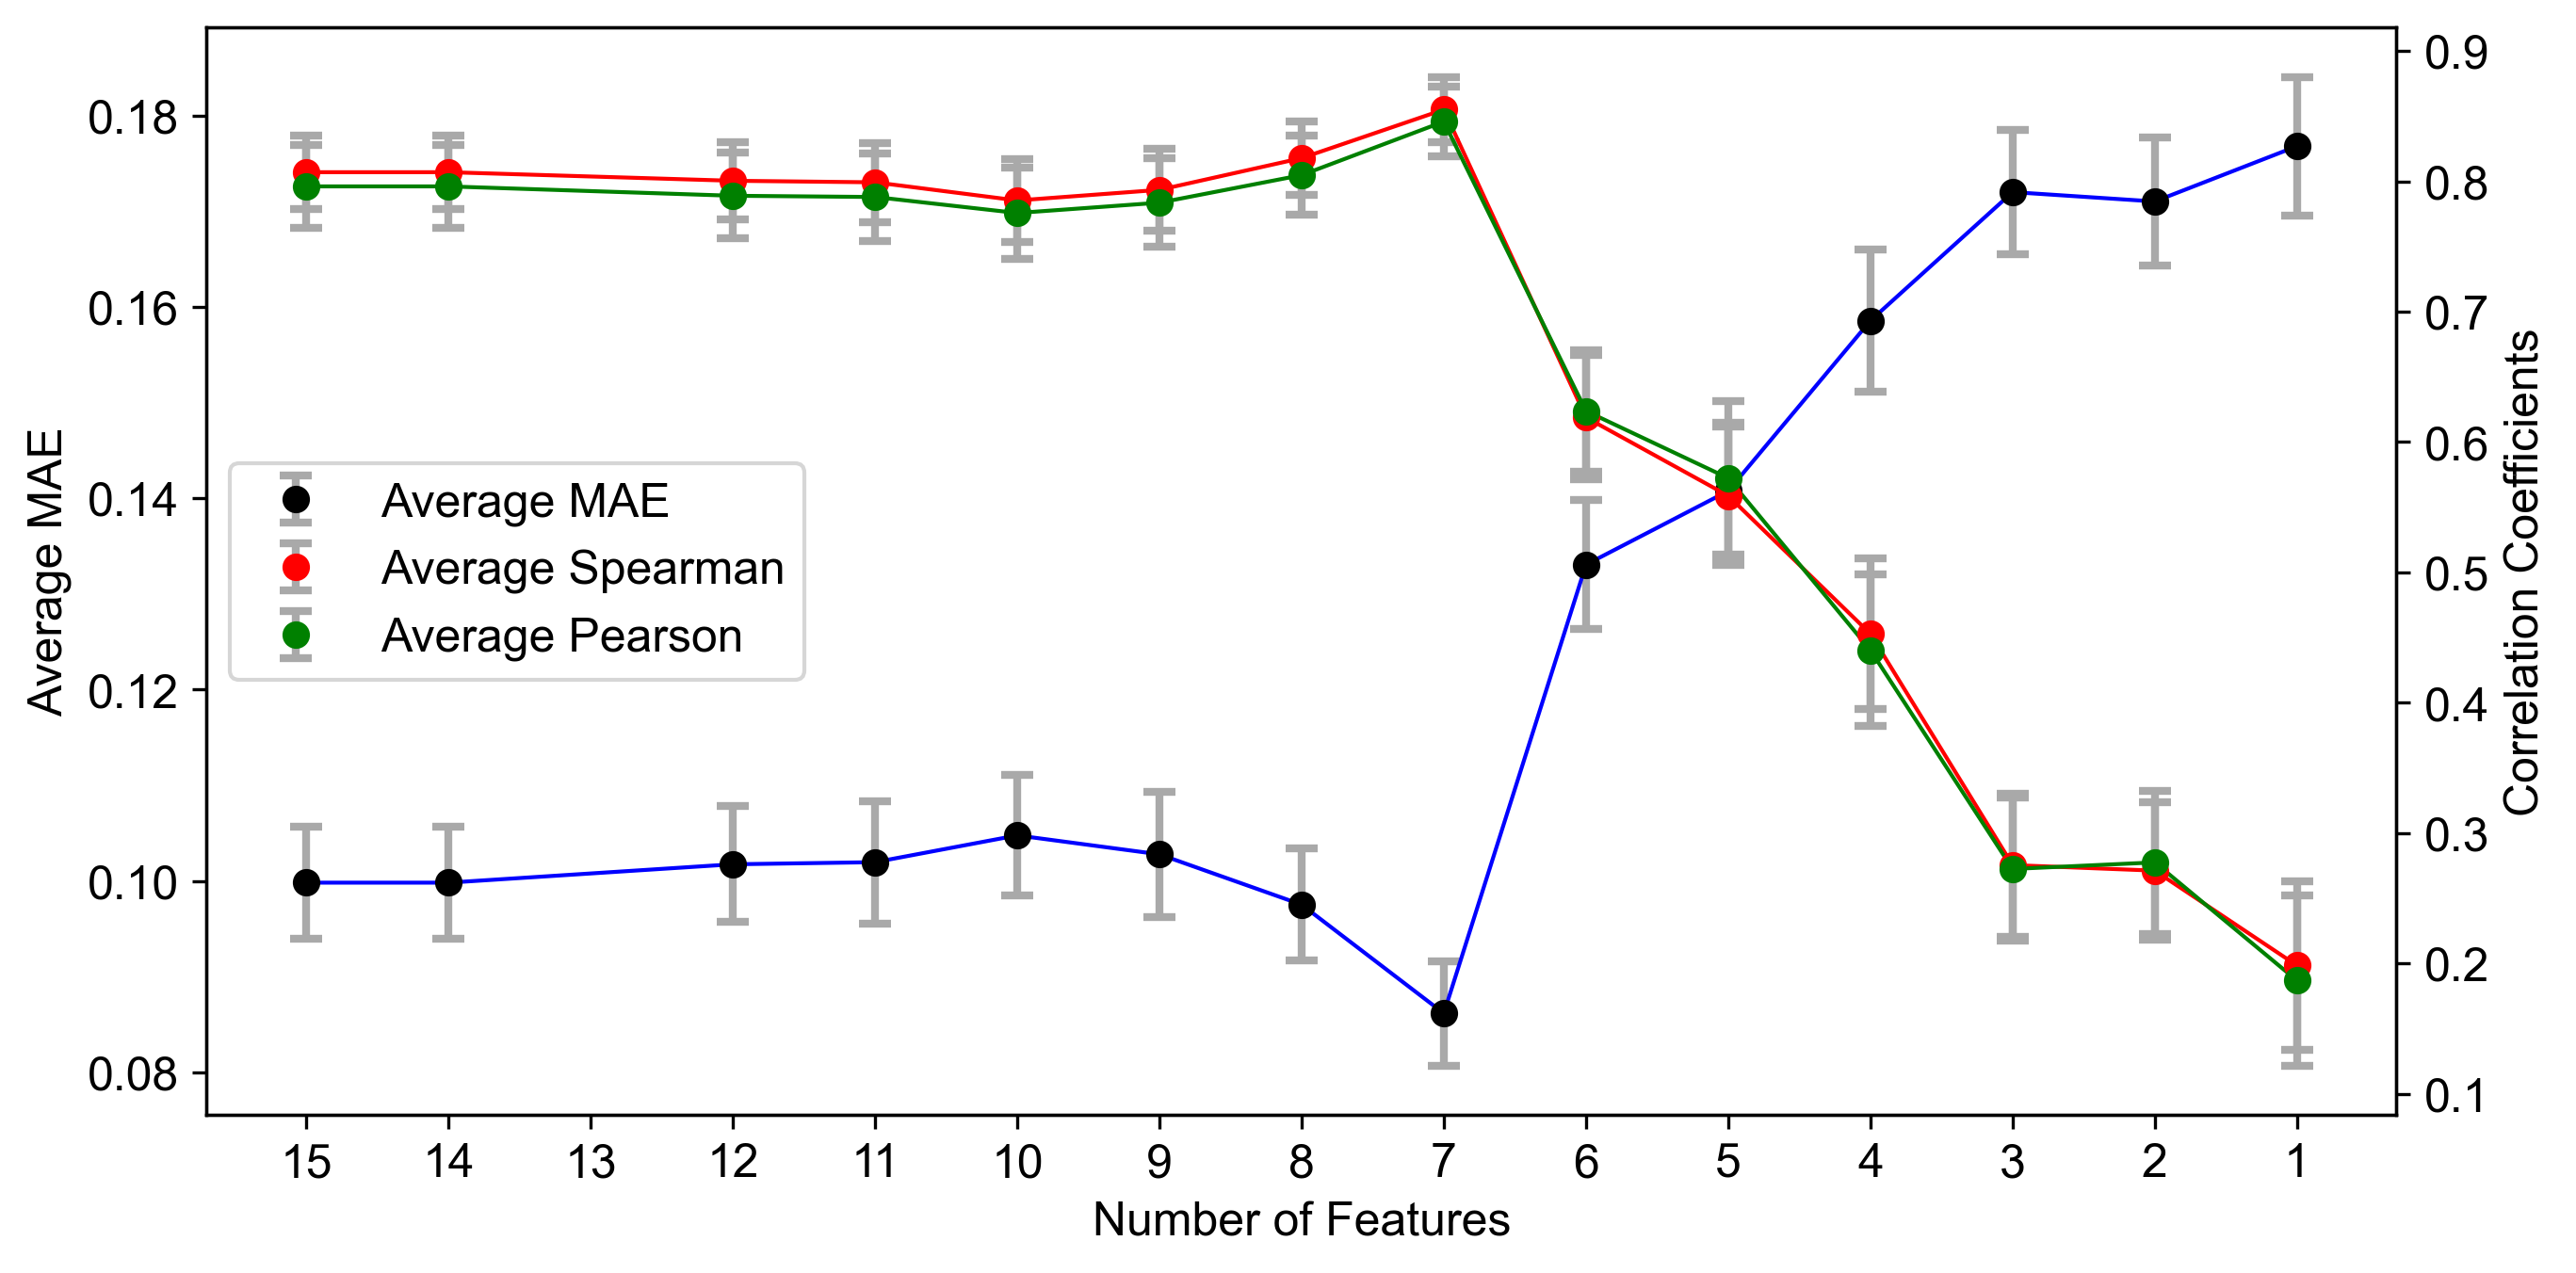 Average MAE
0.18
0.16
0.14
0.12
0.10
0.08
Average MAE
Average Spearman
Average Pearson
0.9
0.8
0.7
0.6
0.5
0.4
0.3
0.2
0.1
Correlation Coefficients
15 14 13 12 11 10 9 8 7 6 5 4 3 2 1
Number of Features